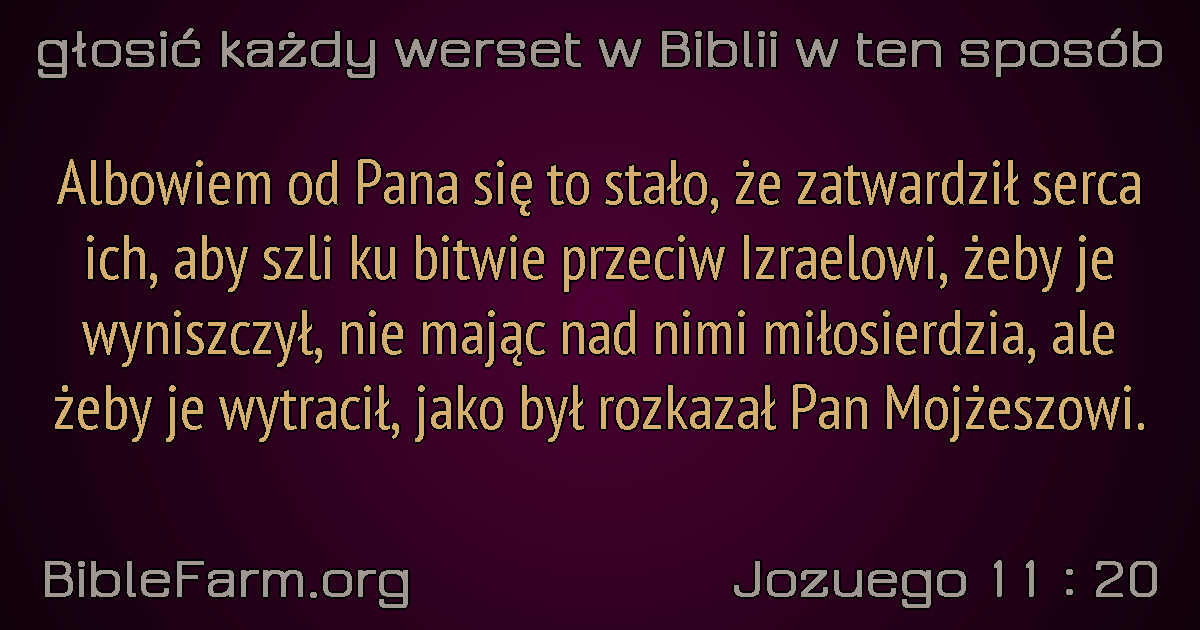 głosić każdy werset w Biblii w ten sposób
Albowiem od Pana się to stało, że zatwardził serca
ich, aby szli ku bitwie przeciw Izraelowi, żeby je
wyniszczył, nie mając nad nimi miłosierdzia, ale
żeby je wytracił, jako był rozkazał Pan Mojżeszowi.
BibleFarm.org
Jozuego 11 : 20